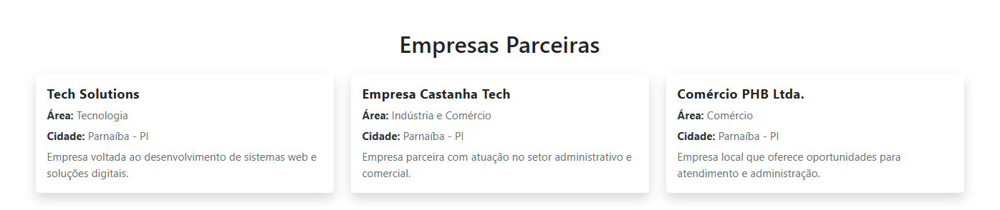 Empresas Parceiras
Tech Solutions
Área: Tecnologia
Cidade: Parnaíba - PI
Empresa voltada ao desenvolvimento de sistemas web e
soluções digitais.
Empresa Castanha Tech
Área: Indústria e Comércio
Cidade: Parnaíba - PI
Empresa parceira com atuação no setor administrativo e
comercial.
Comércio PHB Ltda.
Área: Comércio
Cidade: Parnaíba - PI
Empresa local que oferece oportunidades para
atendimento e administração.